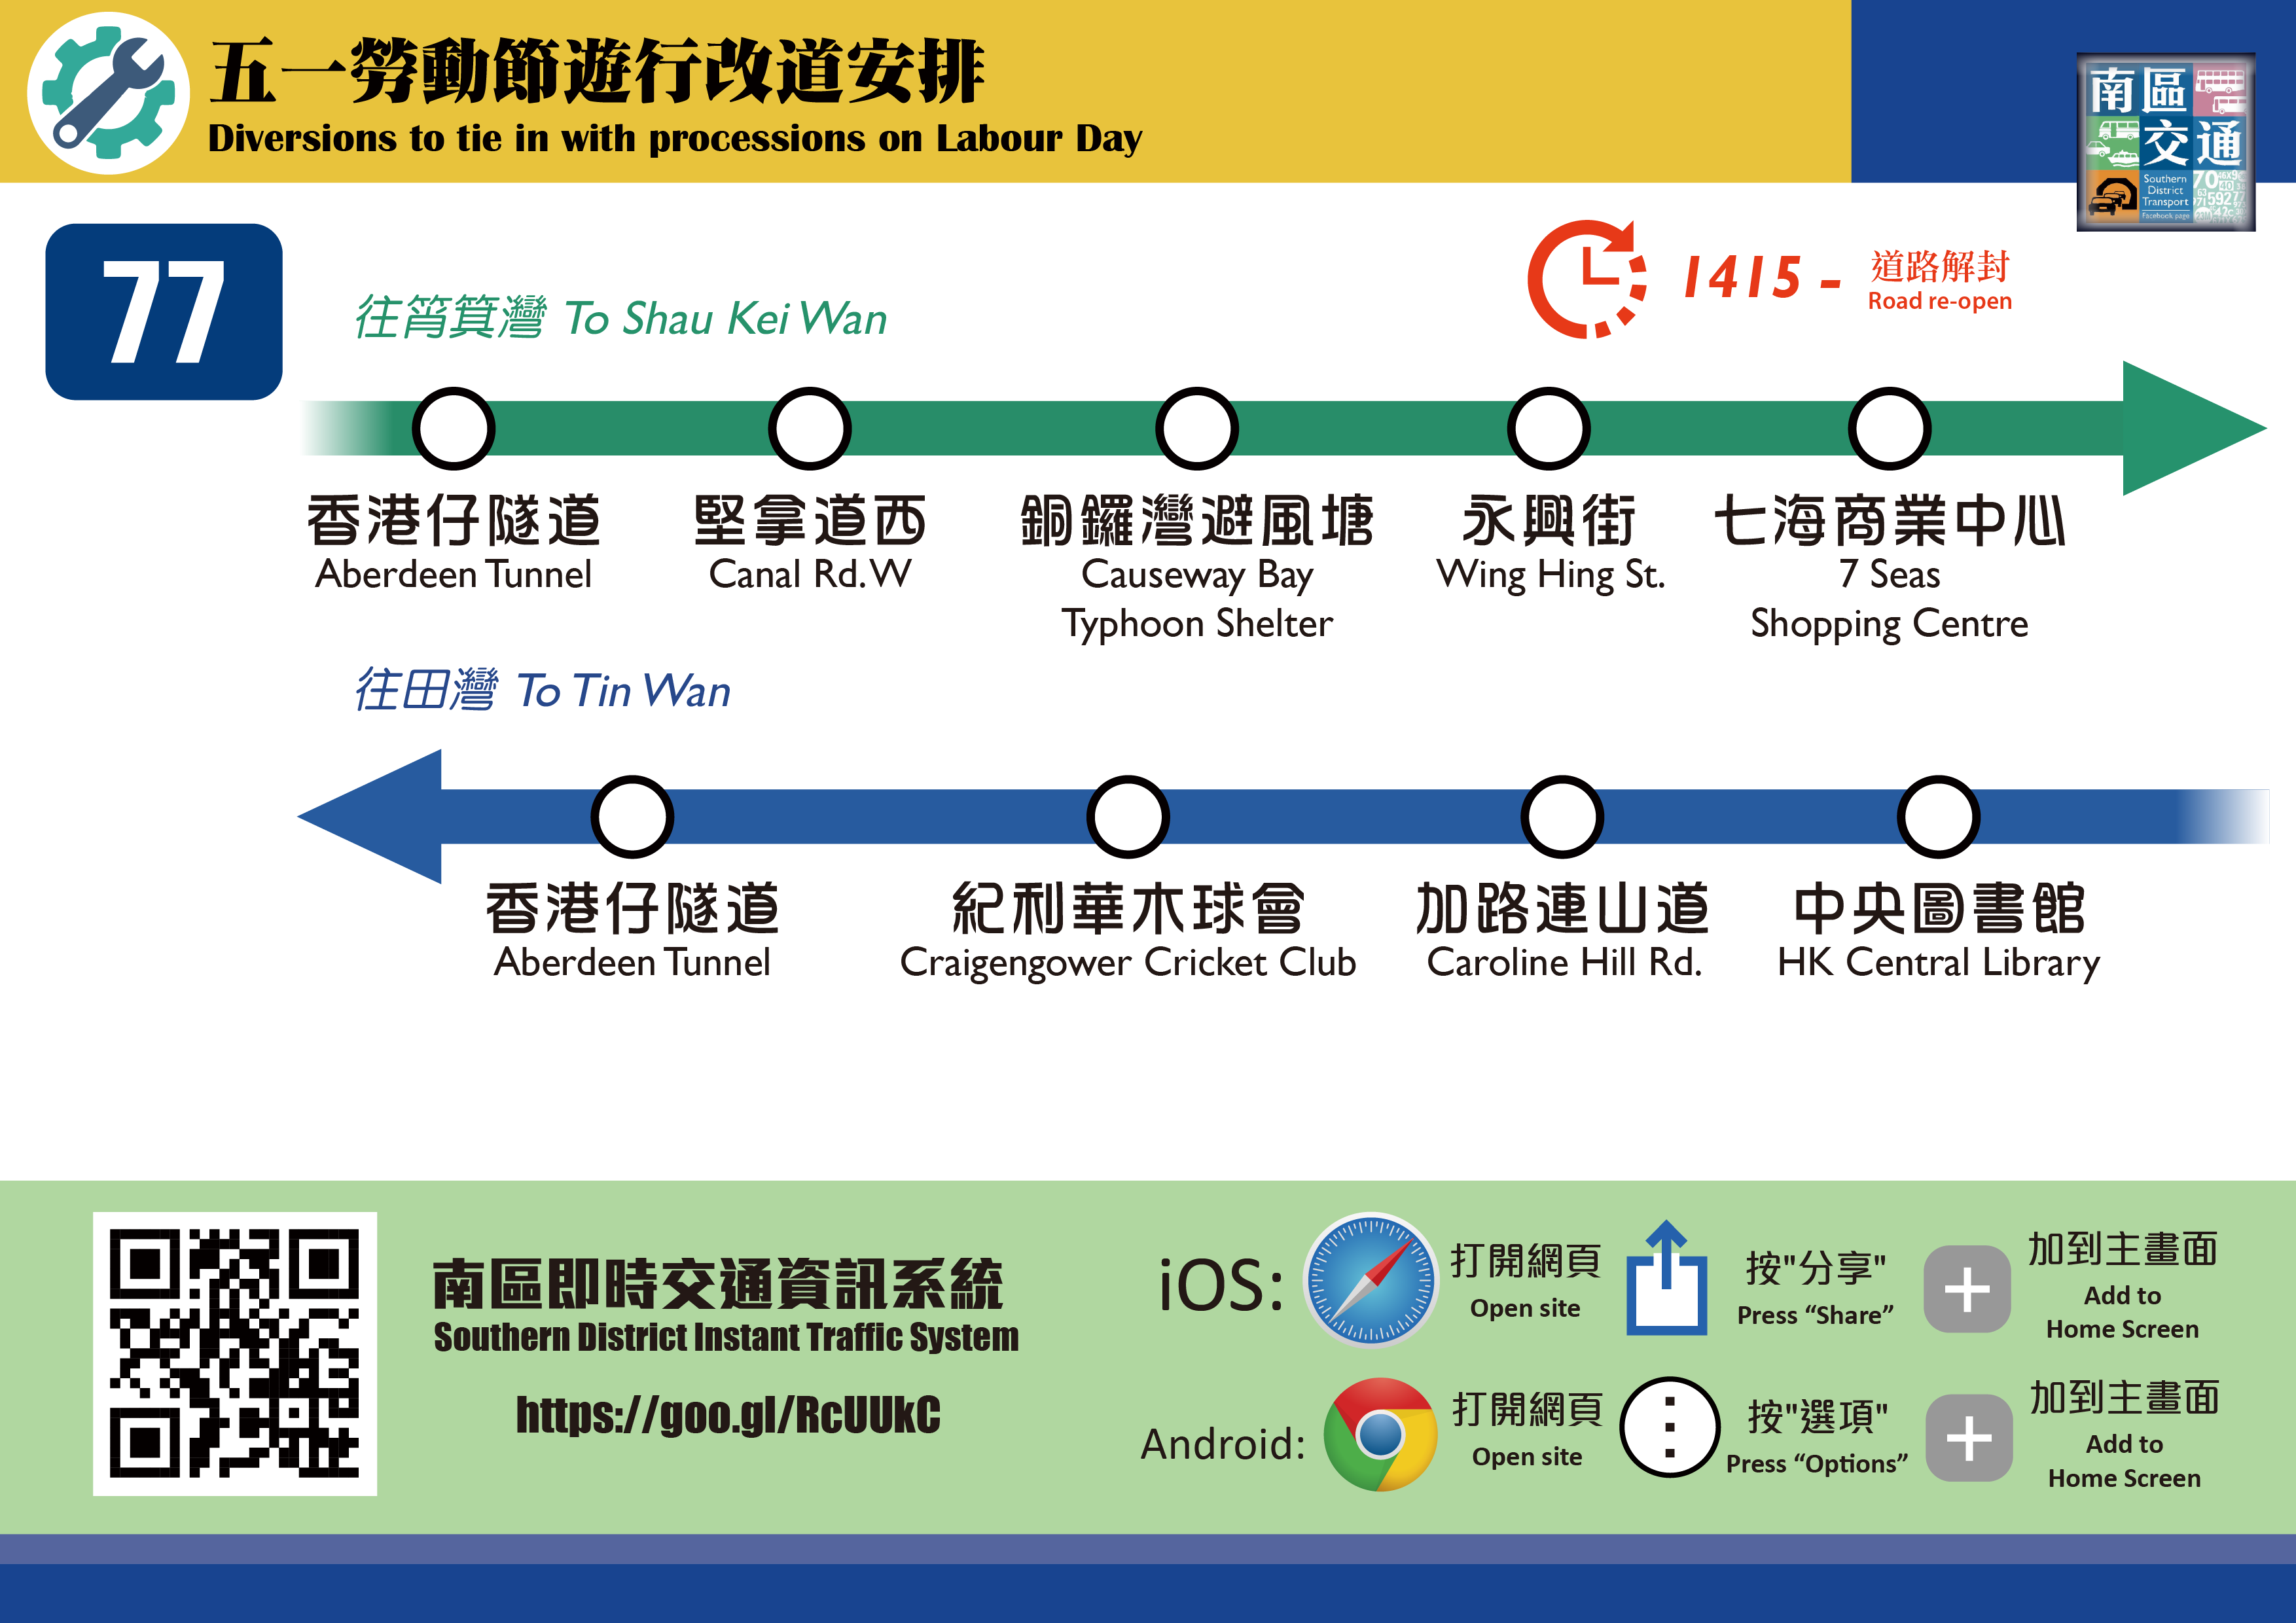 五一勞動節遊行改道安排
Diversions to tie in with processions on Labour Day
南區
交通
Southern
District
Transport
Facebook page
77
往筲箕灣 To Shau Kei Wan
1415 -
道路解封
Road re-open
香港仔隧道
Aberdeen Tunnel
堅拿道西
Canal Rd. W
銅鑼灣避風塘
Causeway Bay
Typhoon Shelter
永興街
Wing Hing St.
七海商業中心
7 Seas
Shopping Centre
往田灣 To Tin Wan
香港仔隧道
Aberdeen Tunnel
紀利華木球會
Craigengower Cricket Club
加路連山道
Caroline Hill Rd.
中央圖書館
HK Central Library
南區即時交通資訊系統
Southern District Instant Traffic System
https://goo.gl/RcUUkC
iOS:
打開網頁
Open site
按"分享"
Press “Share”
加到主畫面
Add to
Home Screen
Android:
打開網頁
Open site
按"選項"
Press “Options”
加到主畫面
Add to
Home Screen